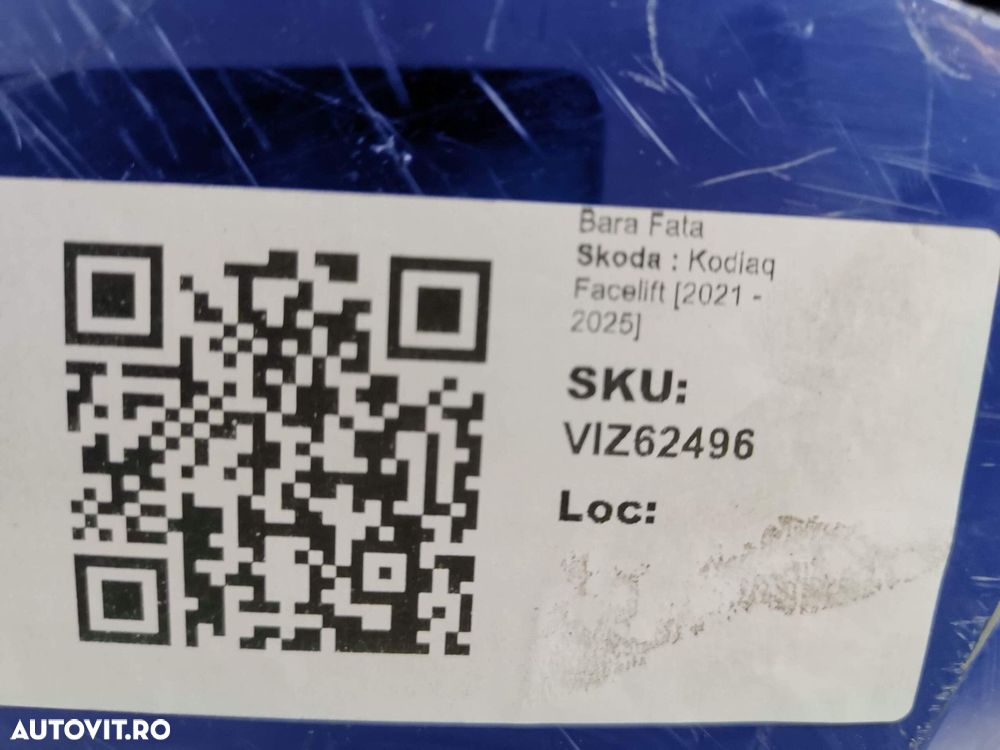 Bara Fata
Skoda : Kodiaq
Facelift [2021 -
2025]
SKU:
VIZ62496
Loc:
AUTOVIT.RO